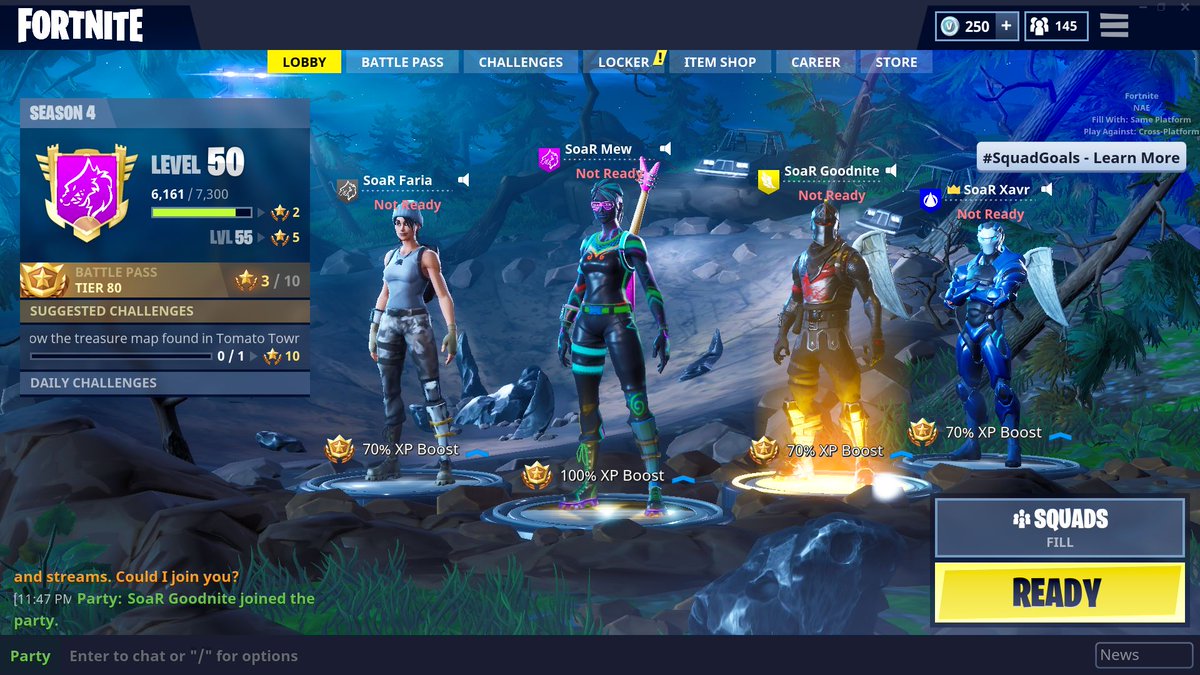 FORTNITE
250 +
145
LOBBY
BATTLE PASS
CHALLENGES
LOCKER !
ITEM SHOP
CAREER
STORE
Fortnite
NAE
Fill With: Same Platform
Play Against: Cross-Platform
#SquadGoals - Learn More
SEASON 4
LEVEL 50
6,161 / 7,300
2
LVL 55
5
BATTLE PASS
TIER 80
3 / 10
SUGGESTED CHALLENGES
ow the treasure map found in Tomato Towr
0 / 1
10
DAILY CHALLENGES
SoaR Faria
Not Ready
SoaR Mew
Not Ready
SoaR Goodnite
Not Ready
SoaR Xavr
Not Ready
70% XP Boost
100% XP Boost
70% XP Boost
70% XP Boost
SQUADS
FILL
READY
and streams. Could I join you?
[11:47 PM Party: SoaR Goodnite joined the
party.
Party
Enter to chat or "/" for options
News